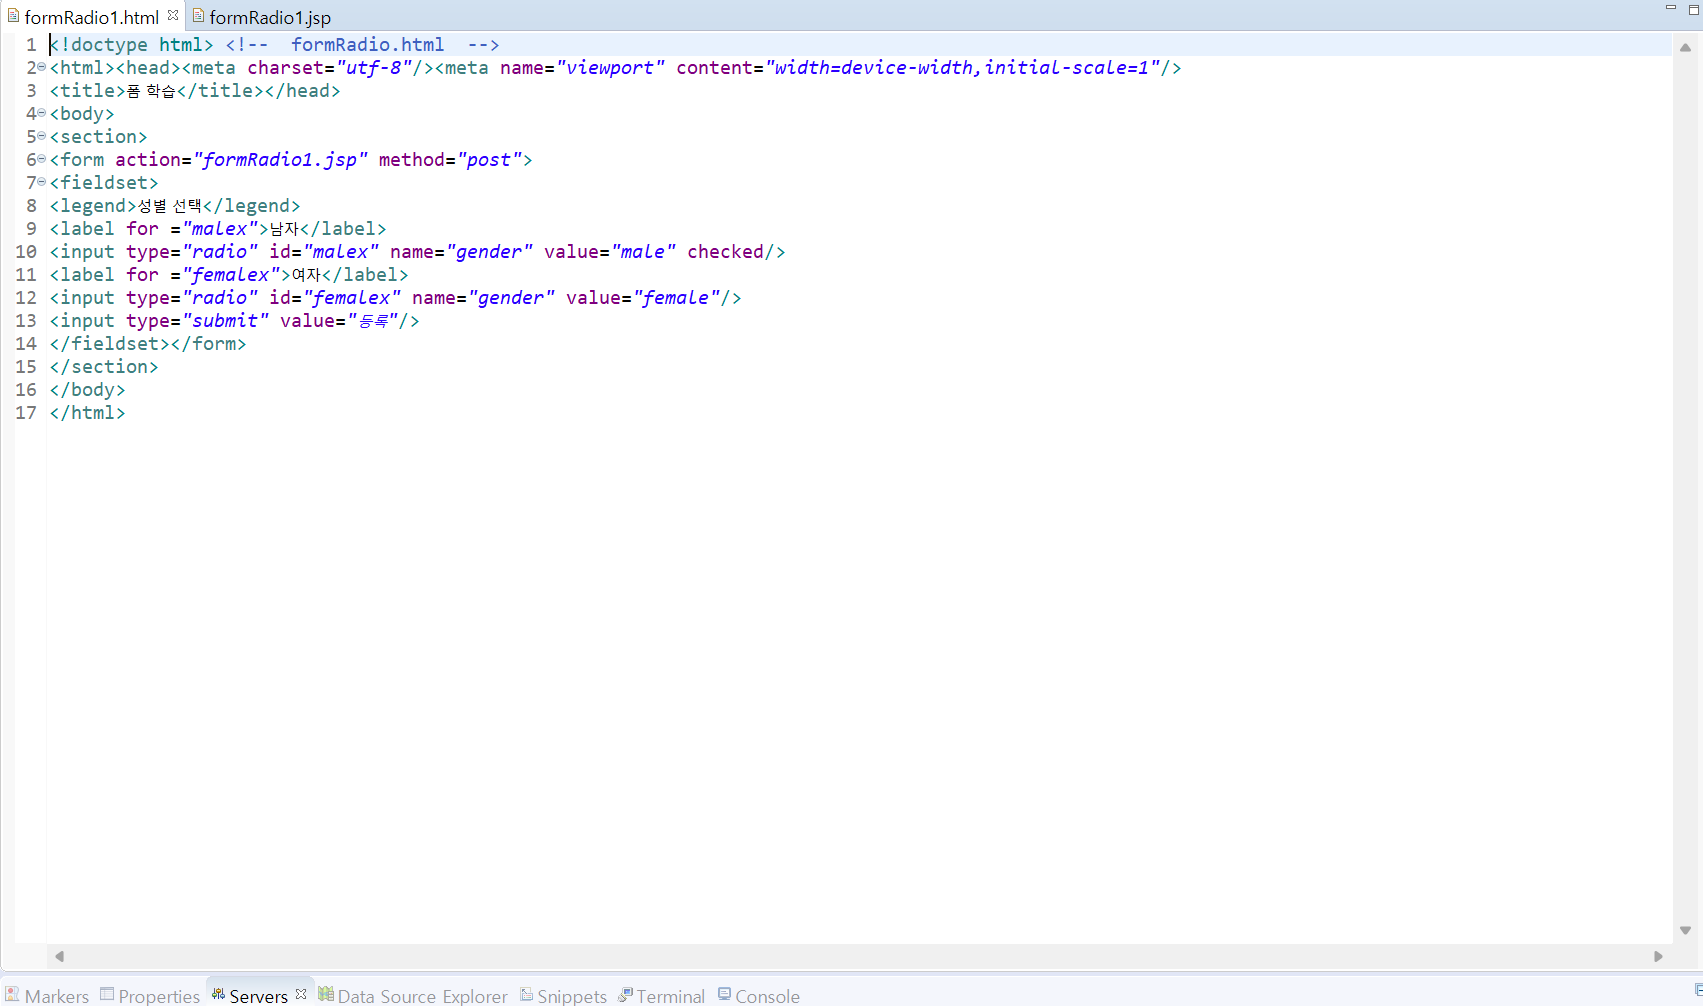 formRadio1.html formRadio1.jsp
1 <!doctype html> <!--  formRadio.html  -->
2 <html><head><meta charset="utf-8"/><meta name="viewport" content="width=device-width,initial-scale=1"/>
3 <title>폼 학습</title></head>
4 <body>
5 <section>
6 <form action="formRadio1.jsp" method="post">
7 <fieldset>
8 <legend>성별 선택</legend>
9 <label for ="malex">남자</label>
10 <input type="radio" id="malex" name="gender" value="male" checked/>
11 <label for ="femalex">여자</label>
12 <input type="radio" id="femalex" name="gender" value="female"/>
13 <input type="submit" value="등록"/>
14 </fieldset></form>
15 </section>
16 </body>
17 </html>
Markers Properties Servers Data Source Explorer Snippets Terminal Console